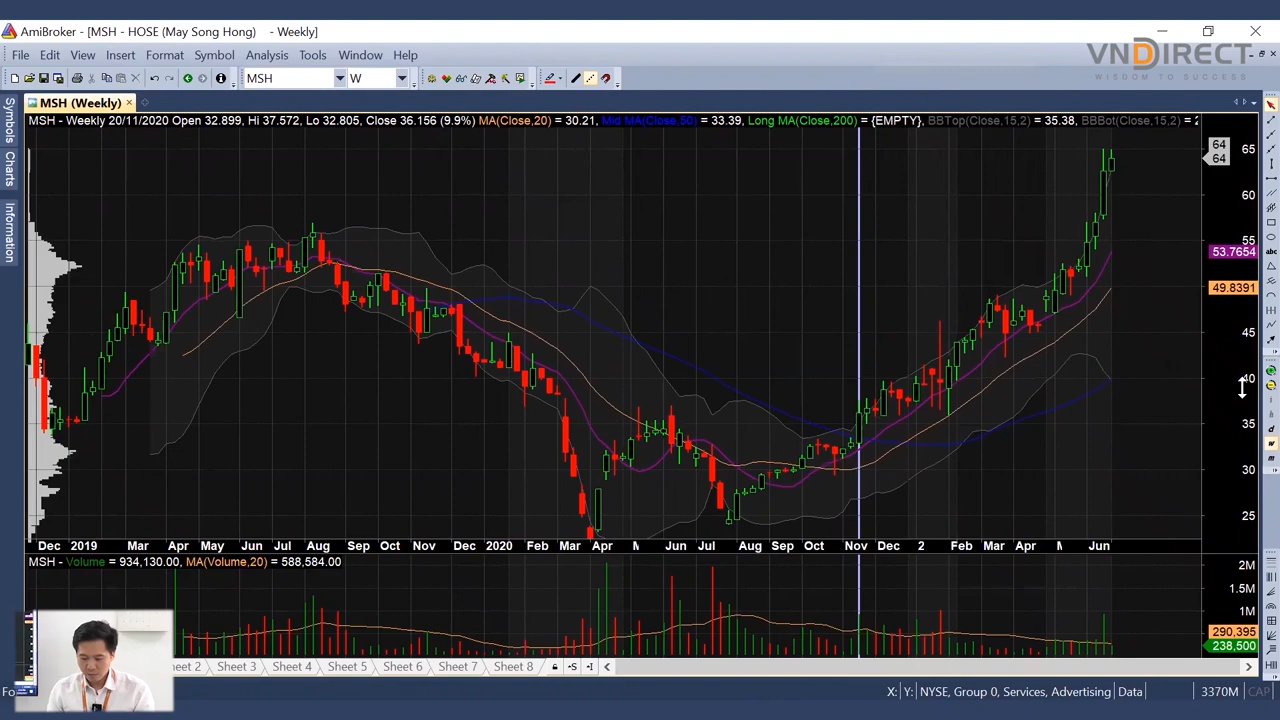 AmiBroker - [MSH - HOSE (May Song Hong) - Weekly]
File Edit View Insert Format Symbol Analysis Tools Window Help
VNDIRECT
WISDOM TO SUCCESS
MSH W
MSH (Weekly)
Symbols
Charts
Information
MSH - Weekly 20/11/2020 Open 32.899, Hi 37.572, Lo 32.805, Close 36.156 (9.9%) MA(Close,20) = 30.21, Mid MA(Close,50) = 33.39, Long MA(Close,200) = {EMPTY}, BBTop(Close,15,2) = 35.38, BBBot(Close,15,2) = 2
64
64
65
60
55
53.7654
49.8391
45
40
35
30
25
Dec 2019 Mar Apr May Jun Jul Aug Sep Oct Nov Dec 2020 Feb Mar Apr Jun Jul Aug Sep Oct Nov Dec 2 Feb Mar Apr Jun
MSH - Volume = 934,130.00, MA(Volume,20) = 588,584.00
2M
1.5M
1M
290,395
238,500
heet 2 Sheet 3 Sheet 4 Sheet 5 Sheet 6 Sheet 7 Sheet 8
Fo X: Y: NYSE, Group 0, Services, Advertising Data 3370M CAP